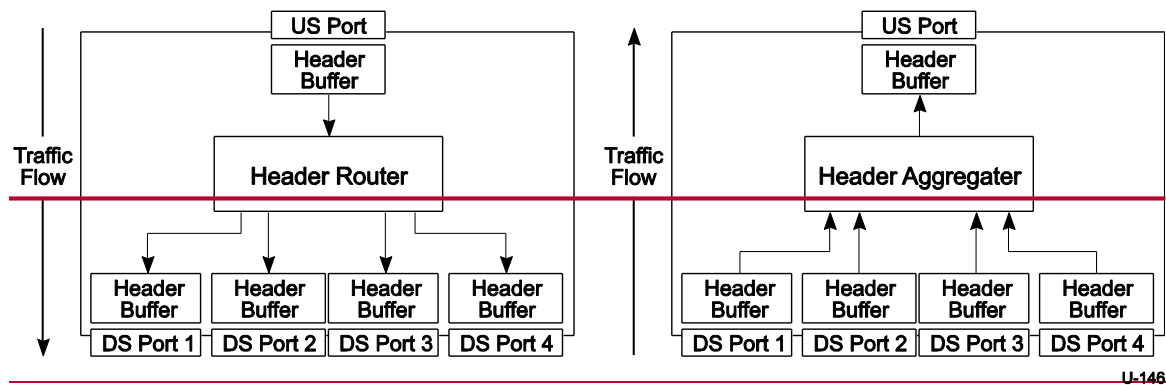 US Port
Header
Buffer
Traffic
Flow
Header Router
Header
Buffer
Header
Buffer
Header
Buffer
Header
Buffer
DS Port 1
DS Port 2
DS Port 3
DS Port 4
US Port
Header
Buffer
Traffic
Flow
Header Aggregater
Header
Buffer
Header
Buffer
Header
Buffer
Header
Buffer
DS Port 1
DS Port 2
DS Port 3
DS Port 4
U-146